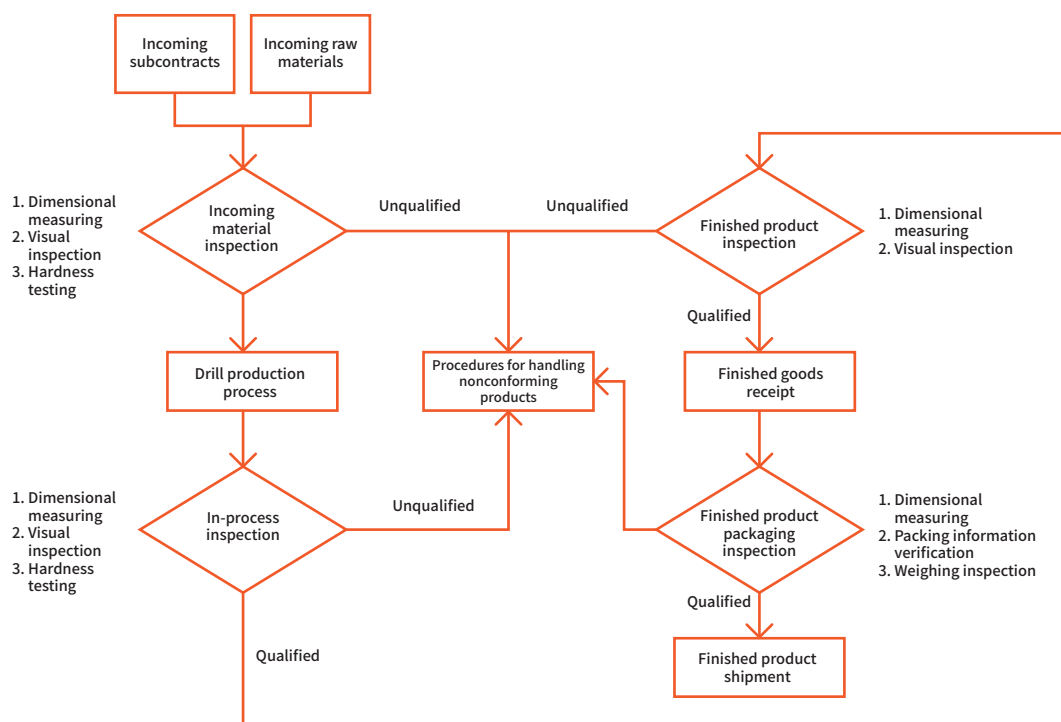 Incoming
subcontracts
Incoming raw
materials
1. Dimensional
measuring
2. Visual
inspection
3. Hardness
testing
Incoming
material
inspection
Unqualified
Unqualified
Finished product
inspection
1. Dimensional
measuring
2. Visual inspection
Qualified
Drill production
process
Procedures for handling
nonconforming
products
Finished goods
receipt
1. Dimensional
measuring
2. Visual
inspection
3. Hardness
testing
In-process
inspection
Unqualified
Finished product
packaging
inspection
1. Dimensional
measuring
2. Packing information
verification
3. Weighing inspection
Qualified
Qualified
Finished product
shipment